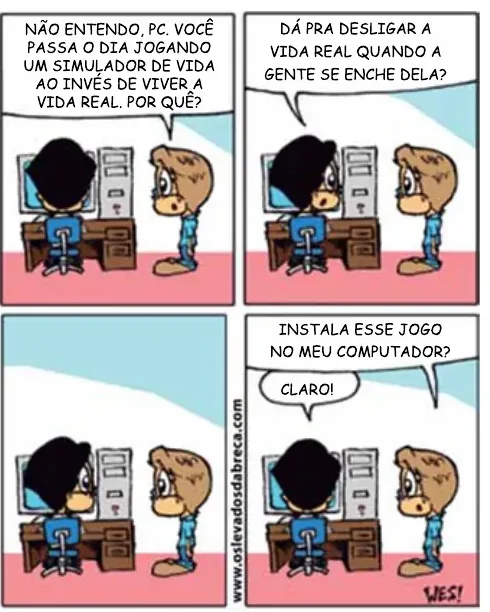 NÃO ENTENDO, PC. VOCÊ
PASSA O DIA JOGANDO
UM SIMULADOR DE VIDA
AO INVÉS DE VIVER A
VIDA REAL. POR QUÊ?
DÁ PRA DESLIGAR A
VIDA REAL QUANDO A
GENTE SE ENCHE DELA?
INSTALA ESSE JOGO
NO MEU COMPUTADOR?
CLARO!
www.oslevadosdabreca.com
WES!